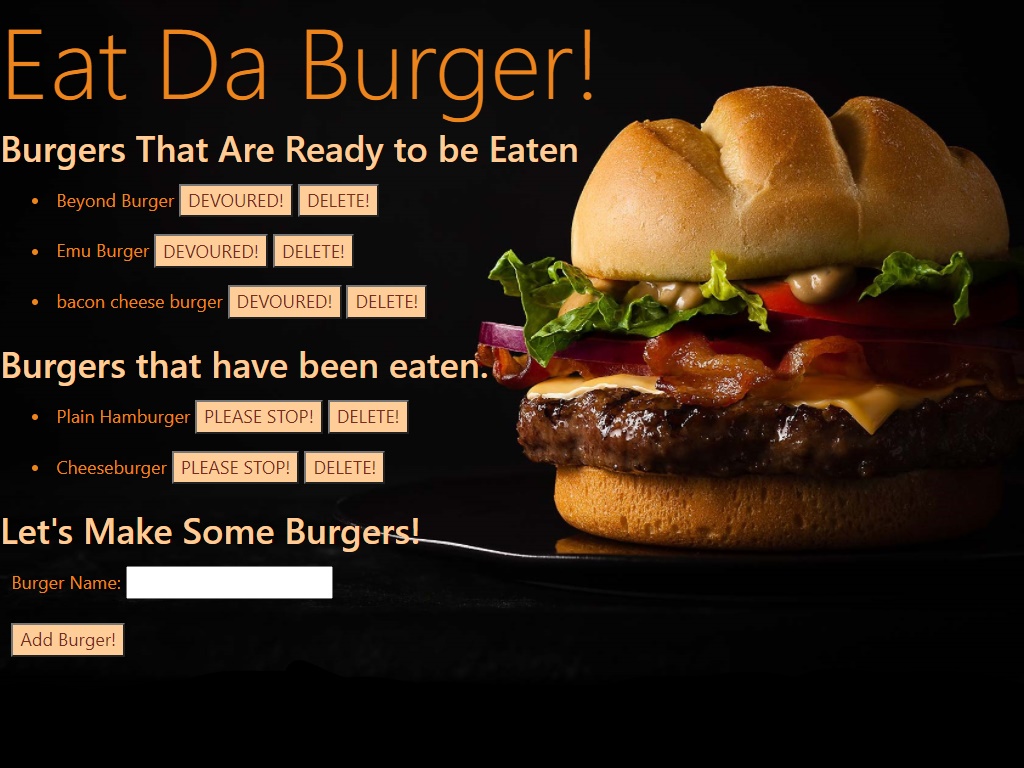 Eat Da Burger!
Burgers That Are Ready to be Eaten
Beyond Burger DEVOURED! DELETE!
Emu Burger DEVOURED! DELETE!
bacon cheese burger DEVOURED! DELETE!
Burgers that have been eaten.
Plain Hamburger PLEASE STOP! DELETE!
Cheeseburger PLEASE STOP! DELETE!
Let's Make Some Burgers!
Burger Name:
Add Burger!